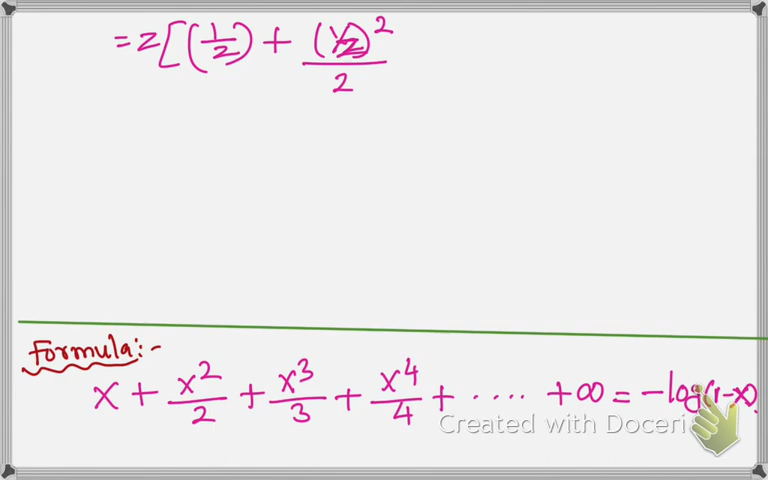 = 2[(1/2) + (1/2)^2/2
Formula:-
x + x^2/2 + x^3/3 + x^4/4 + ..... + ∞ = -log(1-x).
Created with Doceri